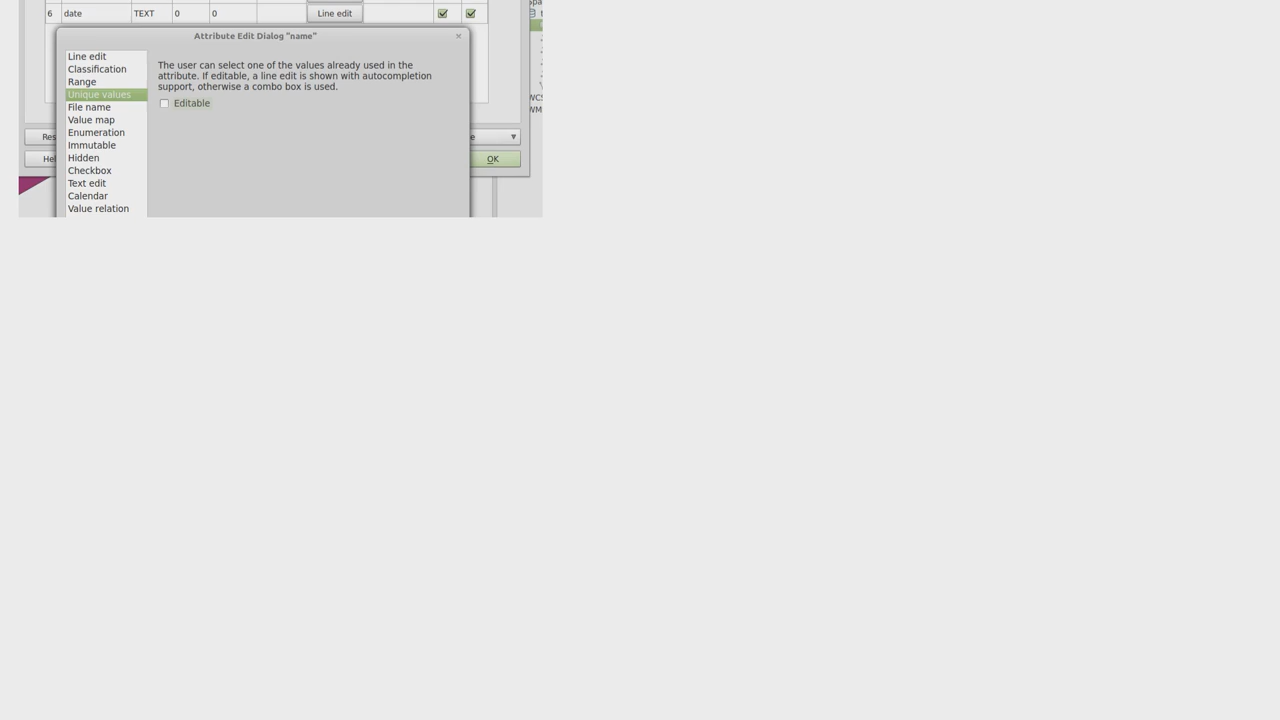 6 date TEXT 0 0 Line edit
Attribute Edit Dialog "name"
Line edit
Classification
Range
Unique values
File name
Value map
Enumeration
Immutable
Hidden
Checkbox
Text edit
Calendar
Value relation
The user can select one of the values already used in the
attribute. If editable, a line edit is shown with autocompletion
support, otherwise a combo box is used.
Editable
OK